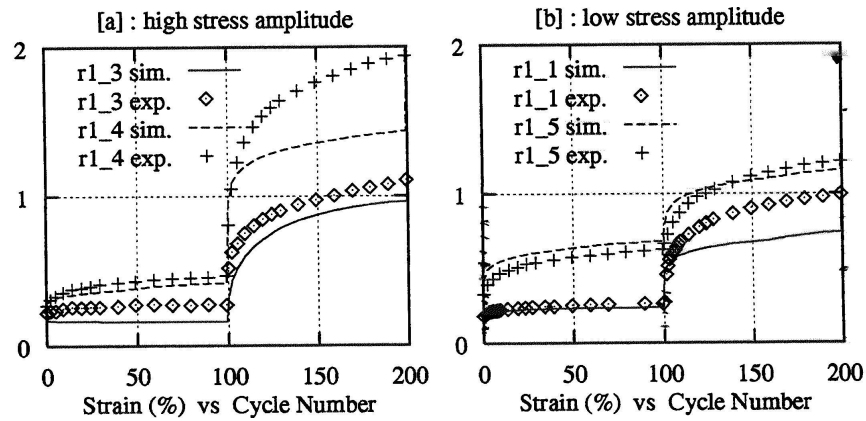 [a] : high stress amplitude
2
1
0
r1_3 sim.
r1_3 exp.
r1_4 sim.
r1_4 exp.
0 50 100 150 200
Strain (%) vs Cycle Number
[b] : low stress amplitude
2
1
0
r1_1 sim.
r1_1 exp.
r1_5 sim.
r1_5 exp.
0 50 100 150 200
Strain (%) vs Cycle Number